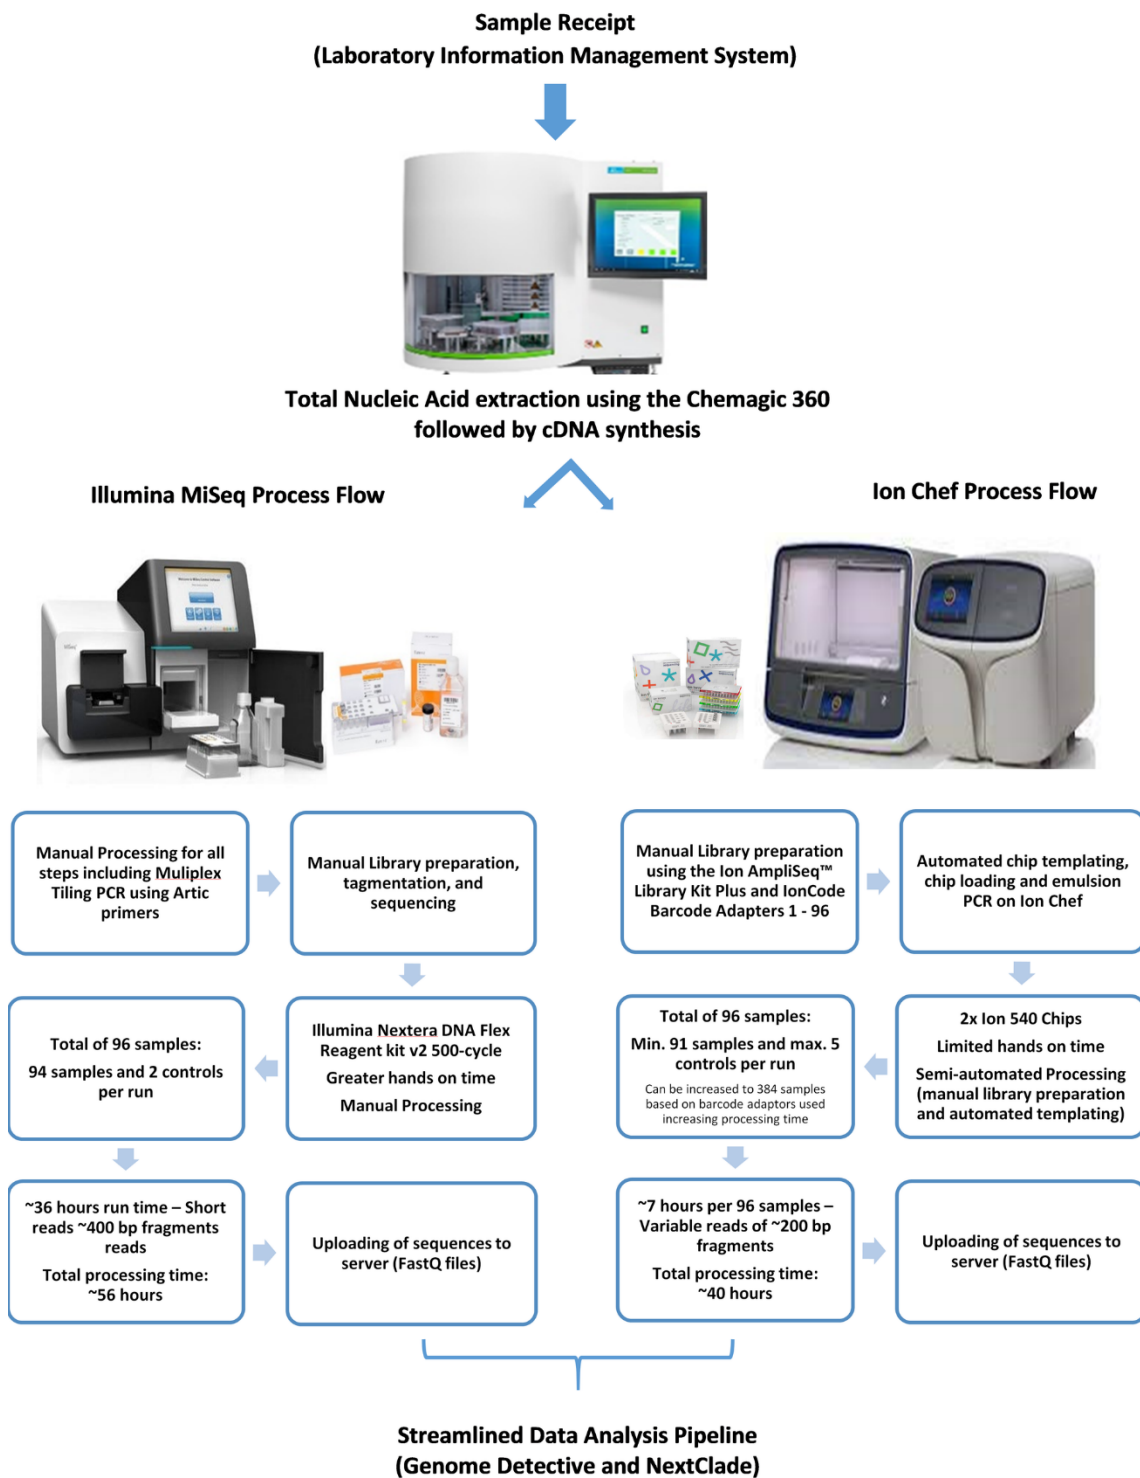 Sample Receipt
(Laboratory Information Management System)
Total Nucleic Acid extraction using the Chemagic 360
followed by cDNA synthesis
Illumina MiSeq Process Flow
Ion Chef Process Flow
Manual Processing for all
steps including Muliplex
Tiling PCR using Artic
primers
Manual Library preparation,
tagmentation, and
sequencing
Manual Library preparation
using the Ion AmpliSeq™
Library Kit Plus and IonCode
Barcode Adapters 1 - 96
Automated chip templating,
chip loading and emulsion
PCR on Ion Chef
Total of 96 samples:
94 samples and 2 controls
per run
Illumina Nextera DNA Flex
Reagent kit v2 500-cycle
Greater hands on time
Manual Processing
Total of 96 samples:
Min. 91 samples and max. 5
controls per run
Can be increased to 384 samples
based on barcode adaptors used
increasing processing time
2x Ion 540 Chips
Limited hands on time
Semi-automated Processing
(manual library preparation
and automated templating)
~36 hours run time – Short
reads ~400 bp fragments
reads
Total processing time:
~56 hours
Uploading of sequences to
server (FastQ files)
~7 hours per 96 samples –
Variable reads of ~200 bp
fragments
Total processing time:
~40 hours
Uploading of sequences to
server (FastQ files)
Streamlined Data Analysis Pipeline
(Genome Detective and NextClade)